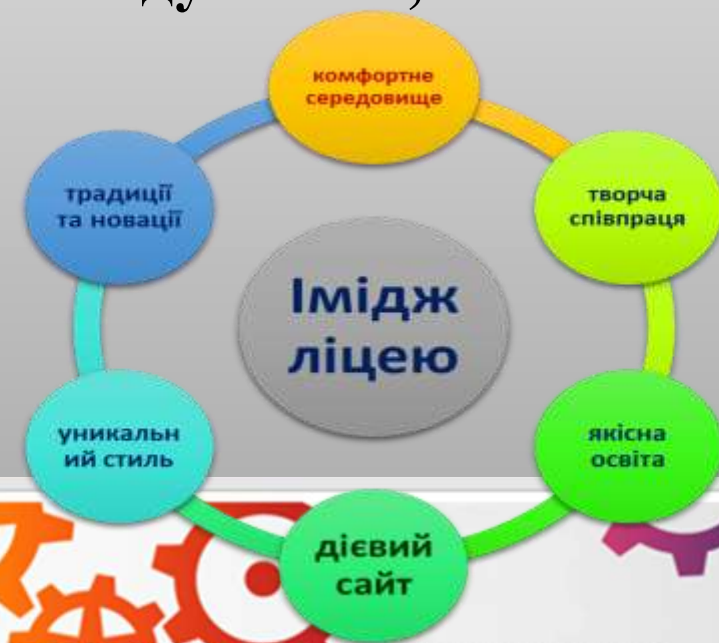 комфортне
середовище
творча
співпраця
якісна
освіта
дієвий
сайт
уникальн
ий стиль
традиції
та новації
Імідж
ліцею